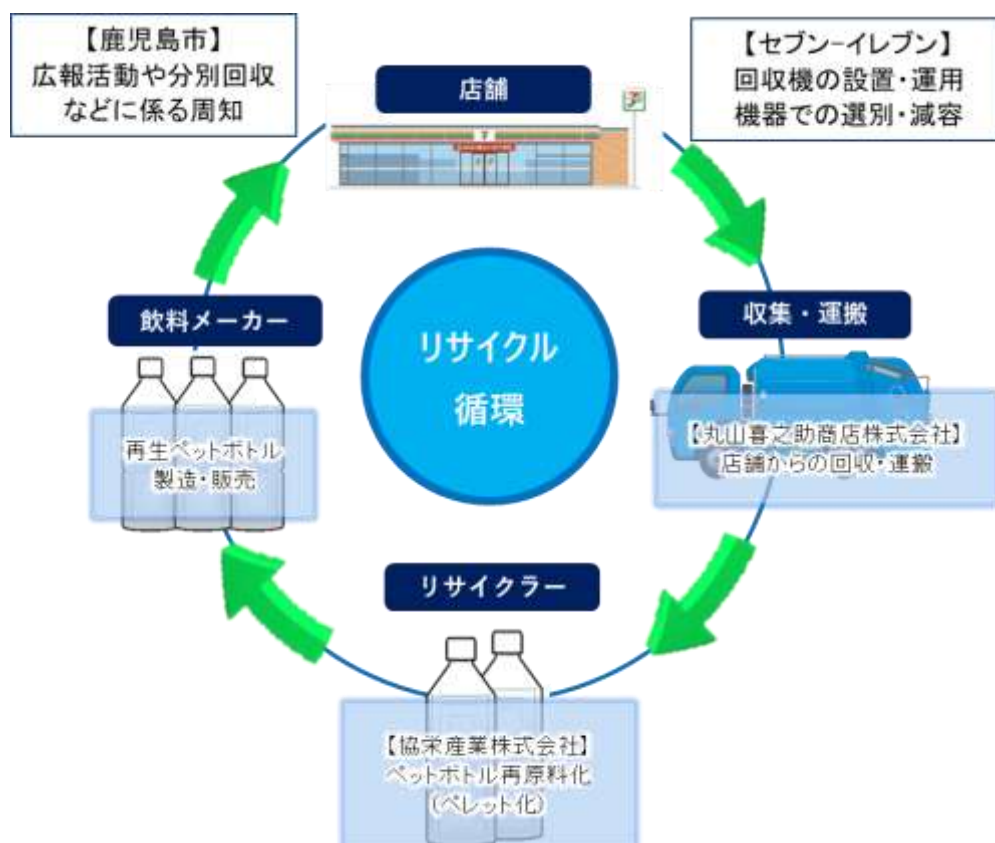 【鹿児島市】
広報活動や分別回収
などに係る周知
店舗
【セブン−イレブン】
回収機の設置・運用
機器での選別・減容
飲料メーカー
再生ペットボトル
製造・販売
リサイクル
循環
収集・運搬
【丸山喜之助商店株式会社】
店舗からの回収・運搬
リサイクラー
【協栄産業株式会社】
ペットボトル再原料化
(ペレット化)